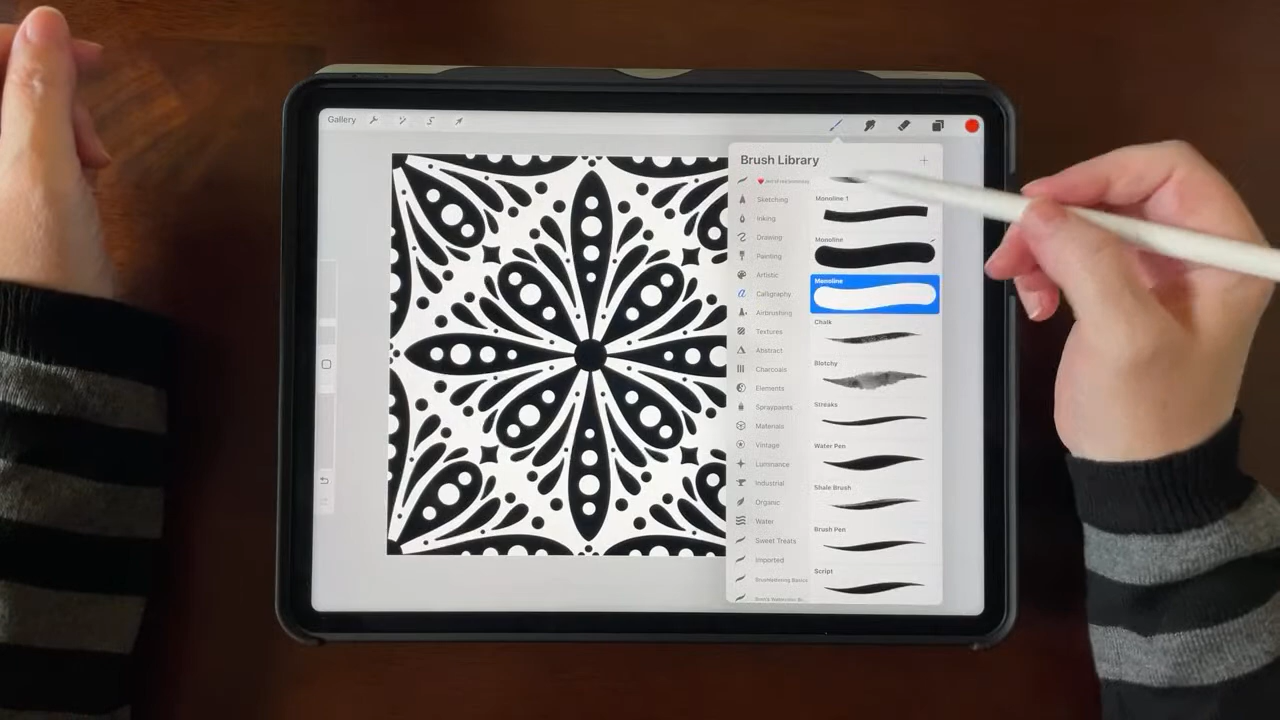 Gallery
Brush Library
Sketching
Inking
Drawing
Painting
Artistic
Calligraphy
Airbrushing
Textures
Abstract
Charcoals
Elements
Spraypaints
Materials
Vintage
Luminance
Industrial
Organic
Water
Sweet Treats
Imported
Brushlettering Basics
Monoline 1
Monoline
Monoline
Chalk
Blotchy
Streaks
Water Pen
Shale Brush
Brush Pen
Script